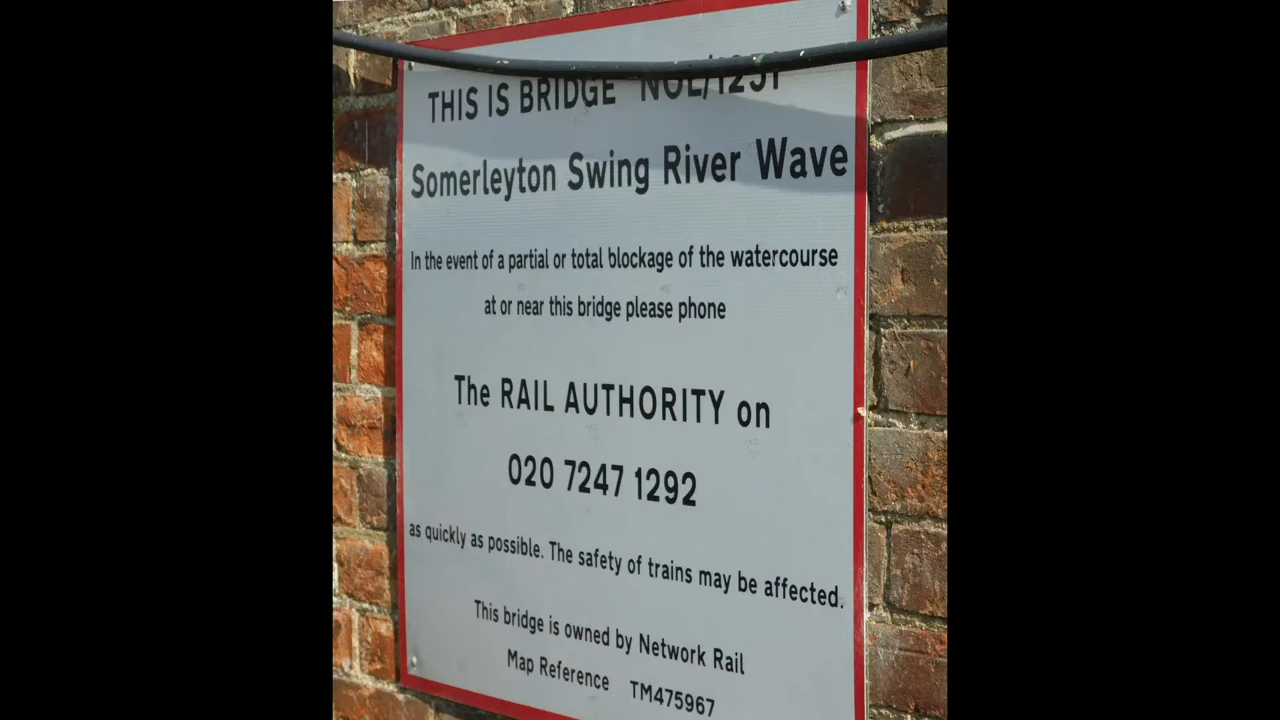 THIS IS BRIDGE NOL/1231
Somerleyton Swing River Wave
In the event of a partial or total blockage of the watercourse
at or near this bridge please phone
The RAIL AUTHORITY on
020 7247 1292
as quickly as possible. The safety of trains may be affected.
This bridge is owned by Network Rail
Map Reference TM475967